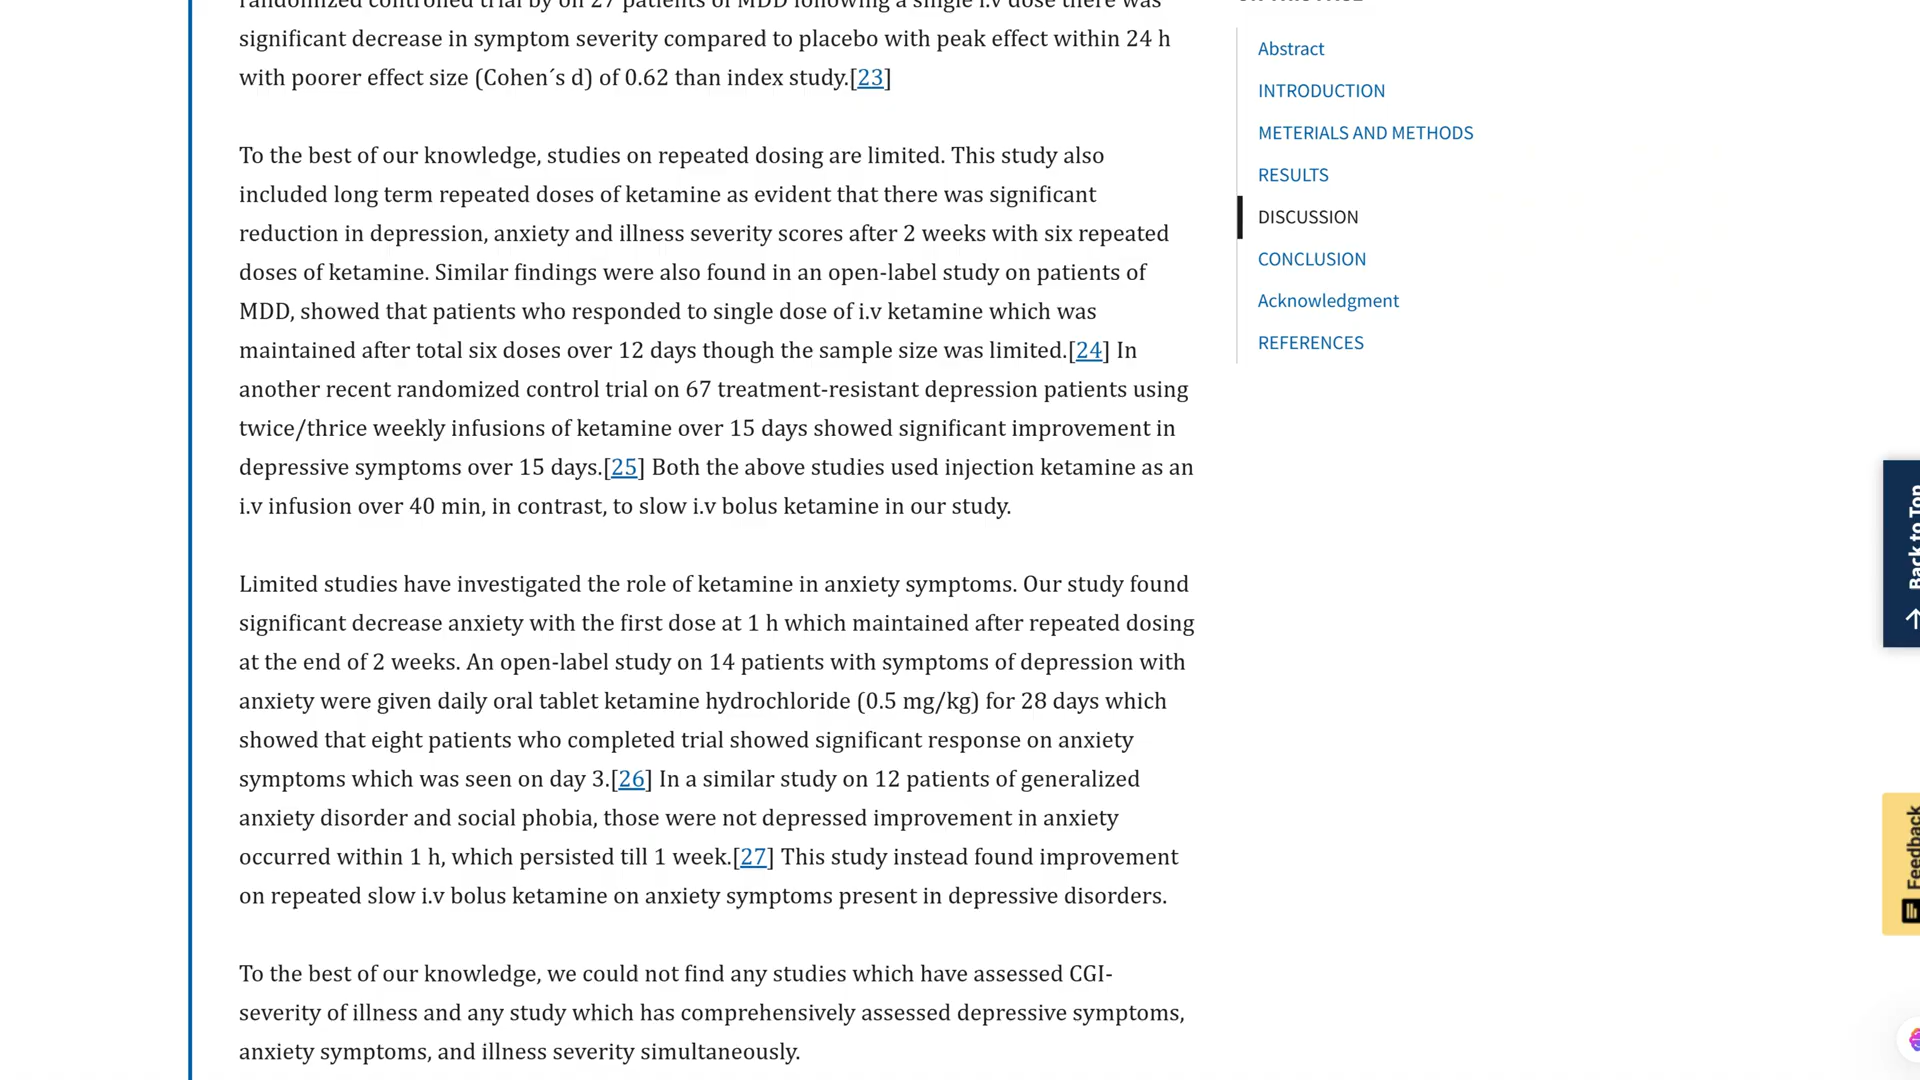 randomized controlled trial by on 27 patients of MDD following a single i.v dose there was
significant decrease in symptom severity compared to placebo with peak effect within 24 h
with poorer effect size (Cohen´s d) of 0.62 than index study.[23]
To the best of our knowledge, studies on repeated dosing are limited. This study also
included long term repeated doses of ketamine as evident that there was significant
reduction in depression, anxiety and illness severity scores after 2 weeks with six repeated
doses of ketamine. Similar findings were also found in an open-label study on patients of
MDD, showed that patients who responded to single dose of i.v ketamine which was
maintained after total six doses over 12 days though the sample size was limited.[24] In
another recent randomized control trial on 67 treatment-resistant depression patients using
twice/thrice weekly infusions of ketamine over 15 days showed significant improvement in
depressive symptoms over 15 days.[25] Both the above studies used injection ketamine as an
i.v infusion over 40 min, in contrast, to slow i.v bolus ketamine in our study.
Limited studies have investigated the role of ketamine in anxiety symptoms. Our study found
significant decrease anxiety with the first dose at 1 h which maintained after repeated dosing
at the end of 2 weeks. An open-label study on 14 patients with symptoms of depression with
anxiety were given daily oral tablet ketamine hydrochloride (0.5 mg/kg) for 28 days which
showed that eight patients who completed trial showed significant response on anxiety
symptoms which was seen on day 3.[26] In a similar study on 12 patients of generalized
anxiety disorder and social phobia, those were not depressed improvement in anxiety
occurred within 1 h, which persisted till 1 week.[27] This study instead found improvement
on repeated slow i.v bolus ketamine on anxiety symptoms present in depressive disorders.
To the best of our knowledge, we could not find any studies which have assessed CGI-
severity of illness and any study which has comprehensively assessed depressive symptoms,
anxiety symptoms, and illness severity simultaneously.
Abstract
INTRODUCTION
METERIALS AND METHODS
RESULTS
DISCUSSION
CONCLUSION
Acknowledgment
REFERENCES
Back to Top
Feedback